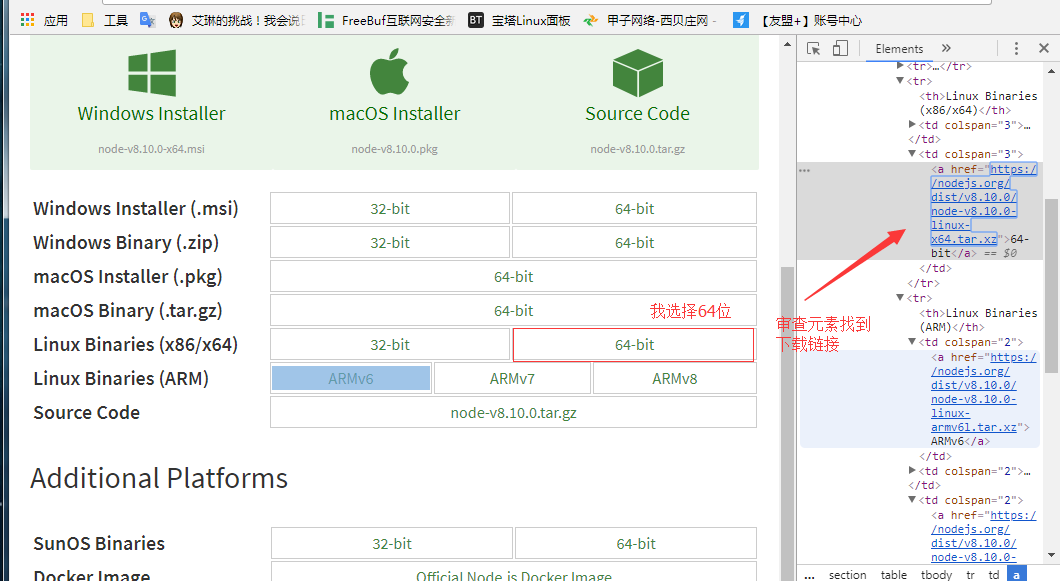 应用 工具 艾琳的挑战！我会说 FreeBuf互联网安全新 BT 宝塔Linux面板 甲子网络-西贝庄网 - 【友盟+】账号中心
Windows Installer macOS Installer Source Code
node-v8.10.0-x64.msi node-v8.10.0.pkg node-v8.10.0.tar.gz
Windows Installer (.msi) 32-bit 64-bit
Windows Binary (.zip) 32-bit 64-bit
macOS Installer (.pkg) 64-bit
macOS Binary (.tar.gz) 64-bit 我选择64位
Linux Binaries (x86/x64) 32-bit 64-bit
Linux Binaries (ARM) ARMv6 ARMv7 ARMv8
Source Code node-v8.10.0.tar.gz
Additional Platforms
SunOS Binaries 32-bit 64-bit
Docker Image Official Node.js Docker Image
审查元素找到
下载链接
Elements »
<tr>…</tr>
<tr>
<th>Linux Binaries
(x86/x64)</th>
<td colspan="3">…
</td>
<td colspan="3">
<a href="https:/
/nodejs.org/
dist/v8.10.0/
node-v8.10.0-
linux-
x64.tar.xz">64-
bit</a> == $0
</td>
</tr>
<tr>
<th>Linux Binaries
(ARM)</th>
<td colspan="2">
<a href="https:/
/nodejs.org/
dist/v8.10.0/
node-v8.10.0-
linux-
armv6l.tar.xz">
ARMv6</a>
</td>
<td colspan="2">…
</td>
<td colspan="2">
<a href="https:/
/nodejs.org/
dist/v8.10.0/
node-v8.10.0-
… section table tbody tr td a